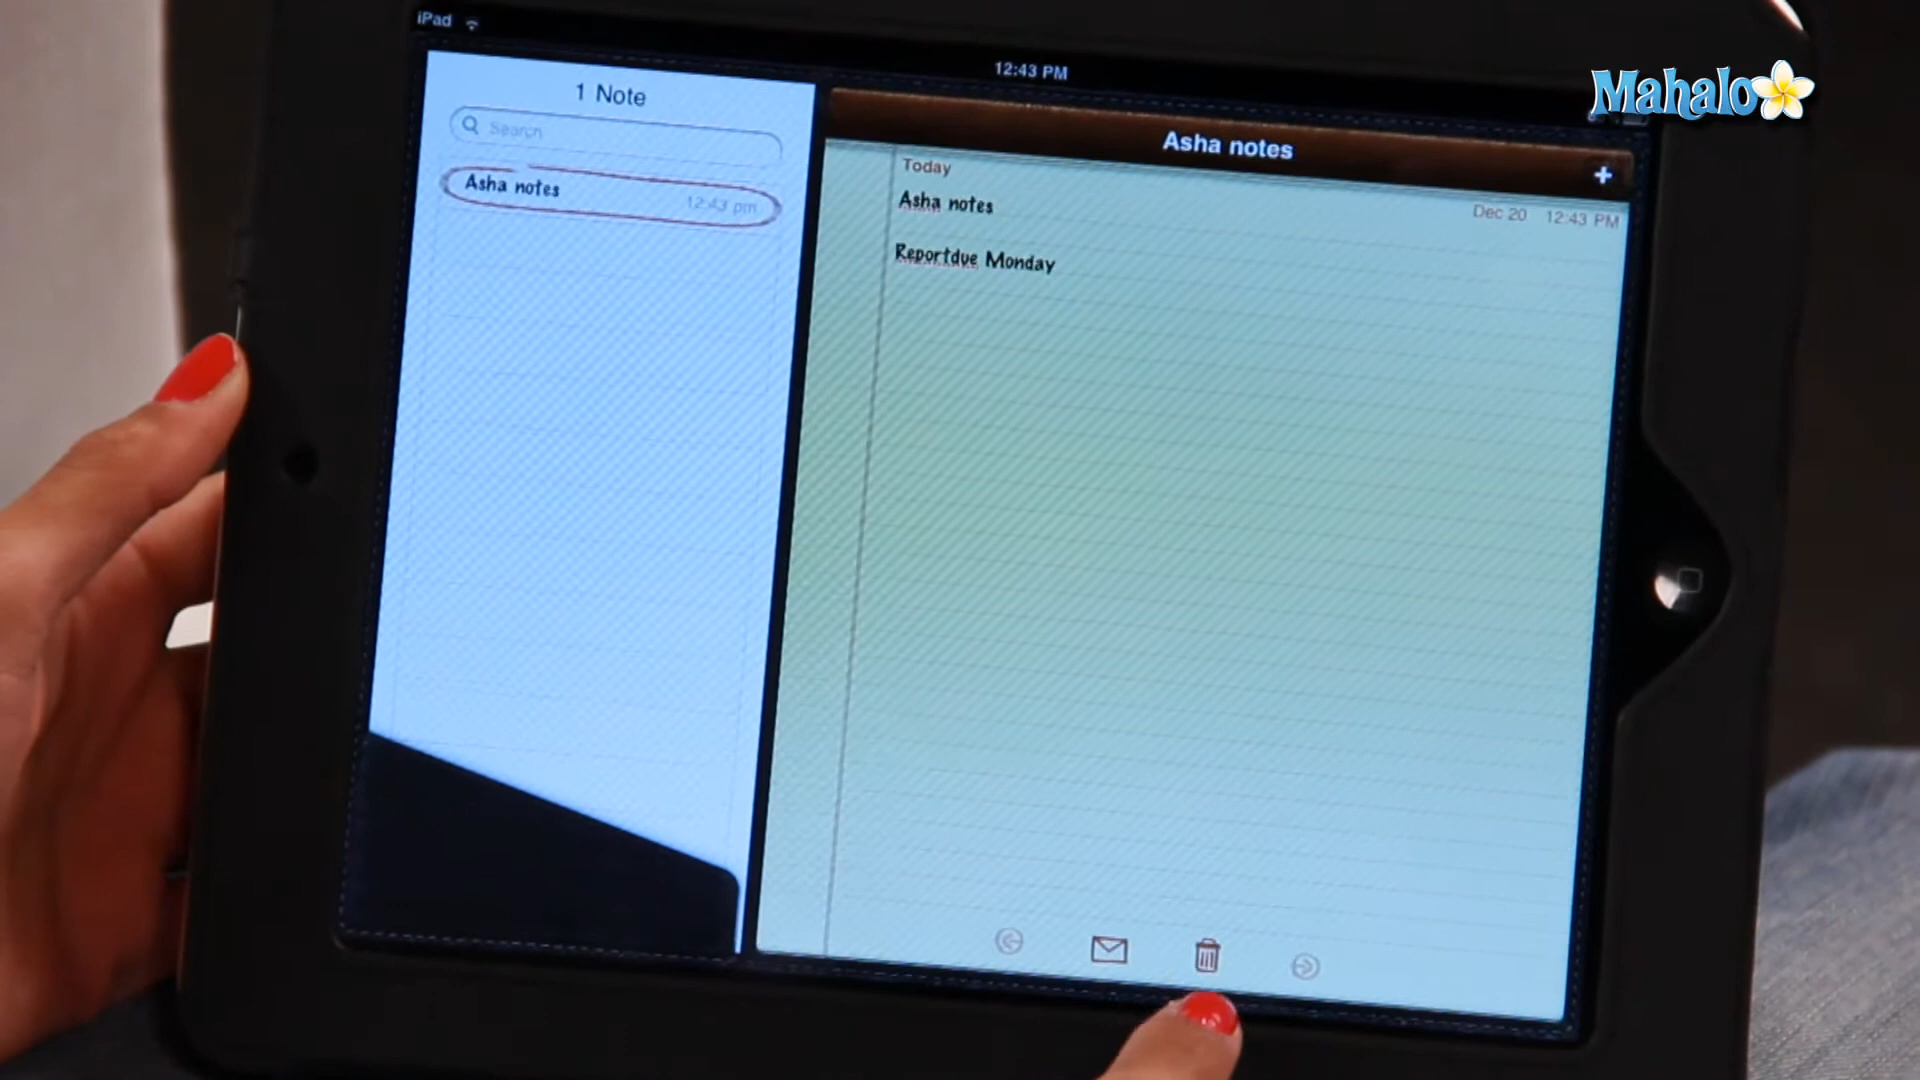 iPad
12:43 PM
Mahalo
1 Note
Search
Asha notes
12:43 pm
Asha notes
Today
Dec 20 12:43 PM
Asha notes
Reportdue Monday